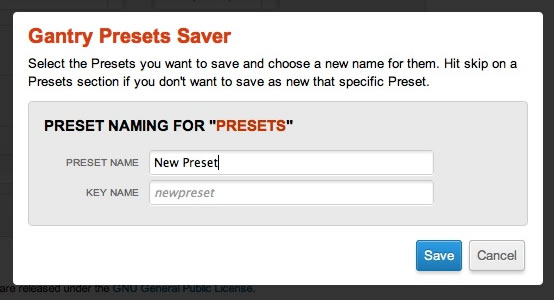 Gantry Presets Saver
Select the Presets you want to save and choose a new name for them. Hit skip on a
Presets section if you don't want to save as new that specific Preset.
PRESET NAMING FOR "PRESETS"
PRESET NAME New Preset
KEY NAME newpreset
Save Cancel
are released under the GNU General Public License.